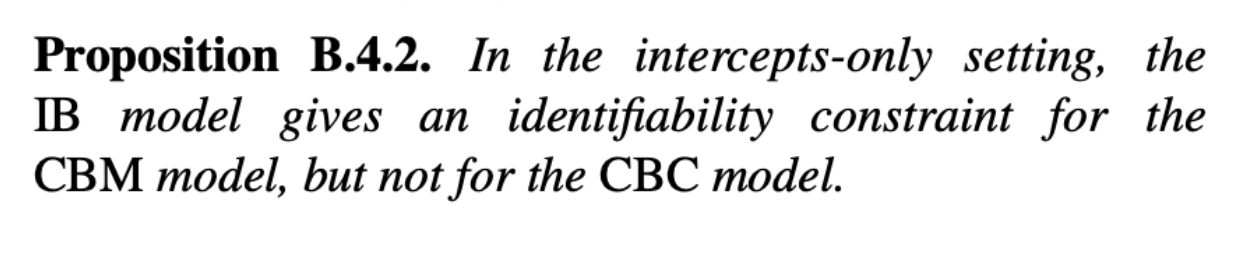 Proposition B.4.2. In the intercepts-only setting, the
IB model gives an identifiability constraint for the
CBM model, but not for the CBC model.